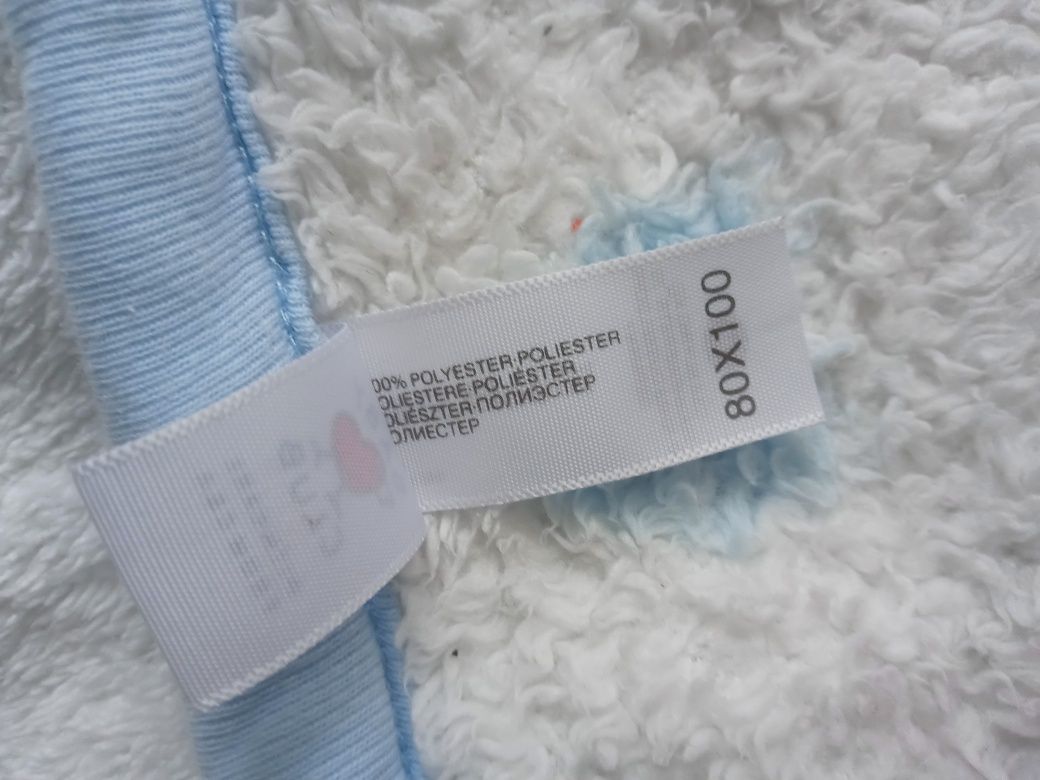 00% POLYESTER·POLIESTER
OLIESTERE·POLIÉSTER
OLIÉSZTER·ПОЛИЭСТЕР
ОЛИЕСТЕР
80X100